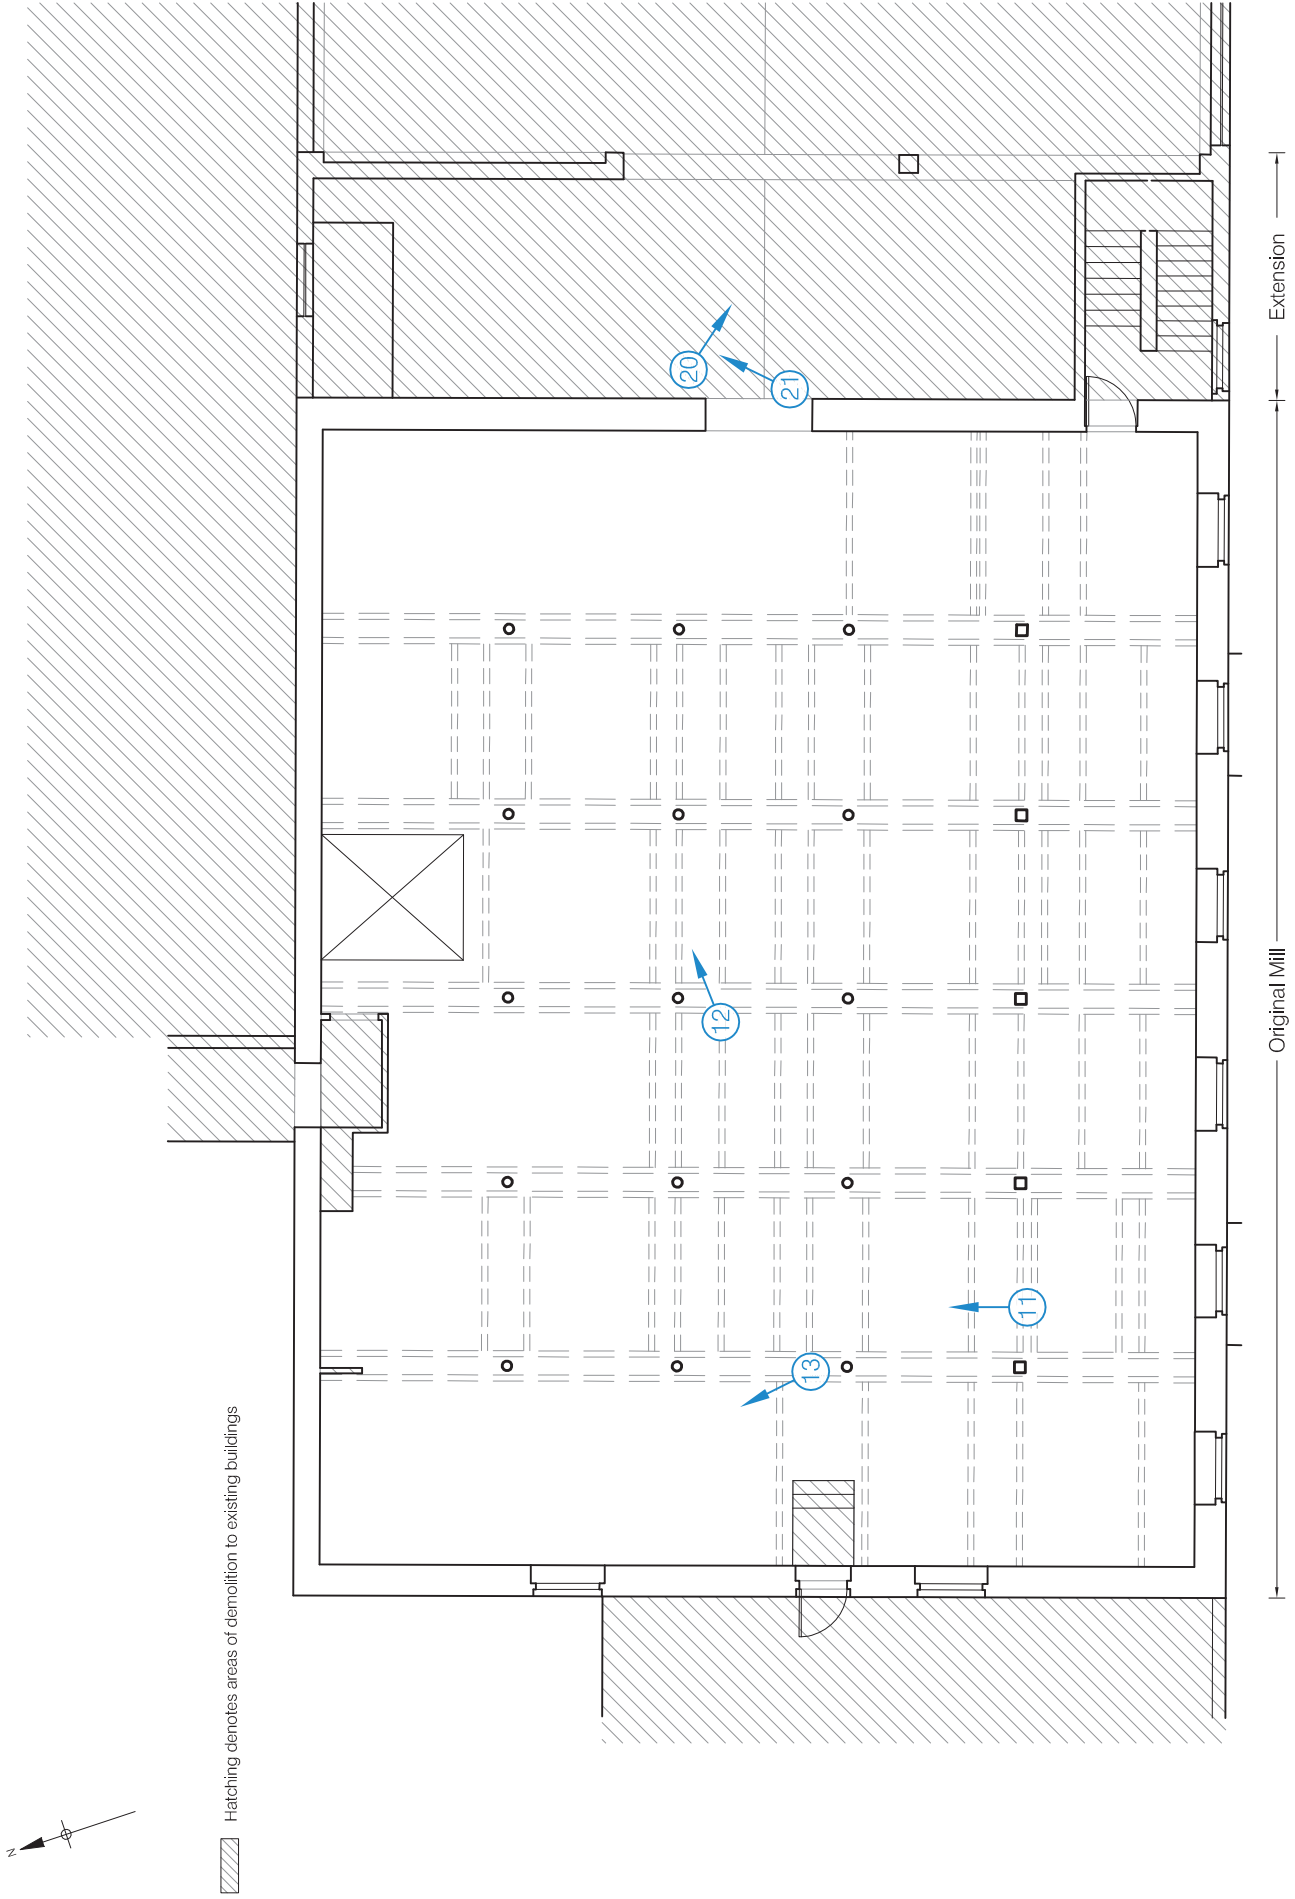 20
21
12
11
13
Extension
Original Mill
Hatching denotes areas of demolition to existing buildings
N